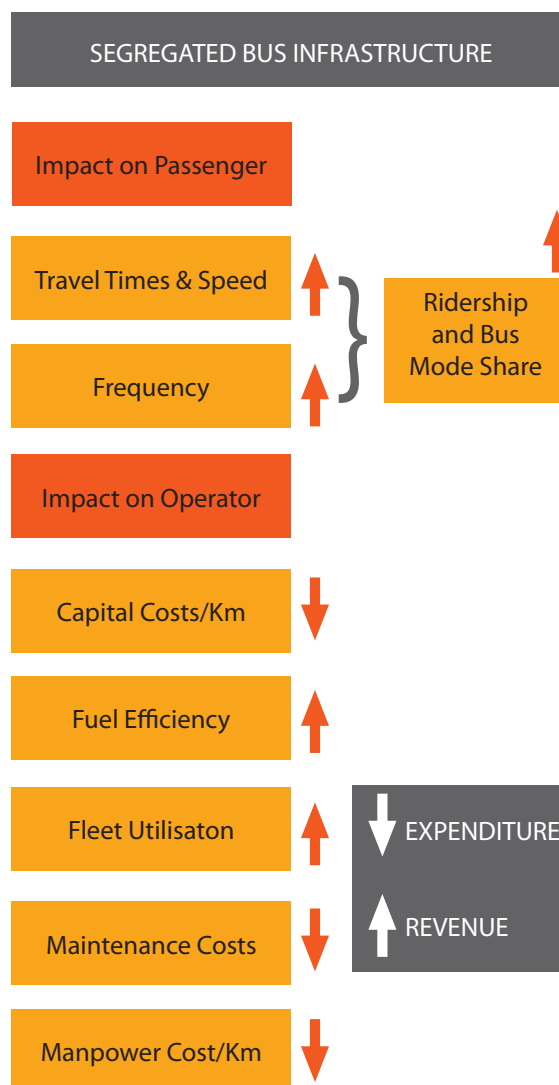 SEGREGATED BUS INFRASTRUCTURE
Impact on Passenger
Travel Times & Speed
Frequency
Ridership
and Bus
Mode Share
Impact on Operator
Capital Costs/Km
Fuel Efficiency
Fleet Utilisaton
Maintenance Costs
Manpower Cost/Km
EXPENDITURE
REVENUE